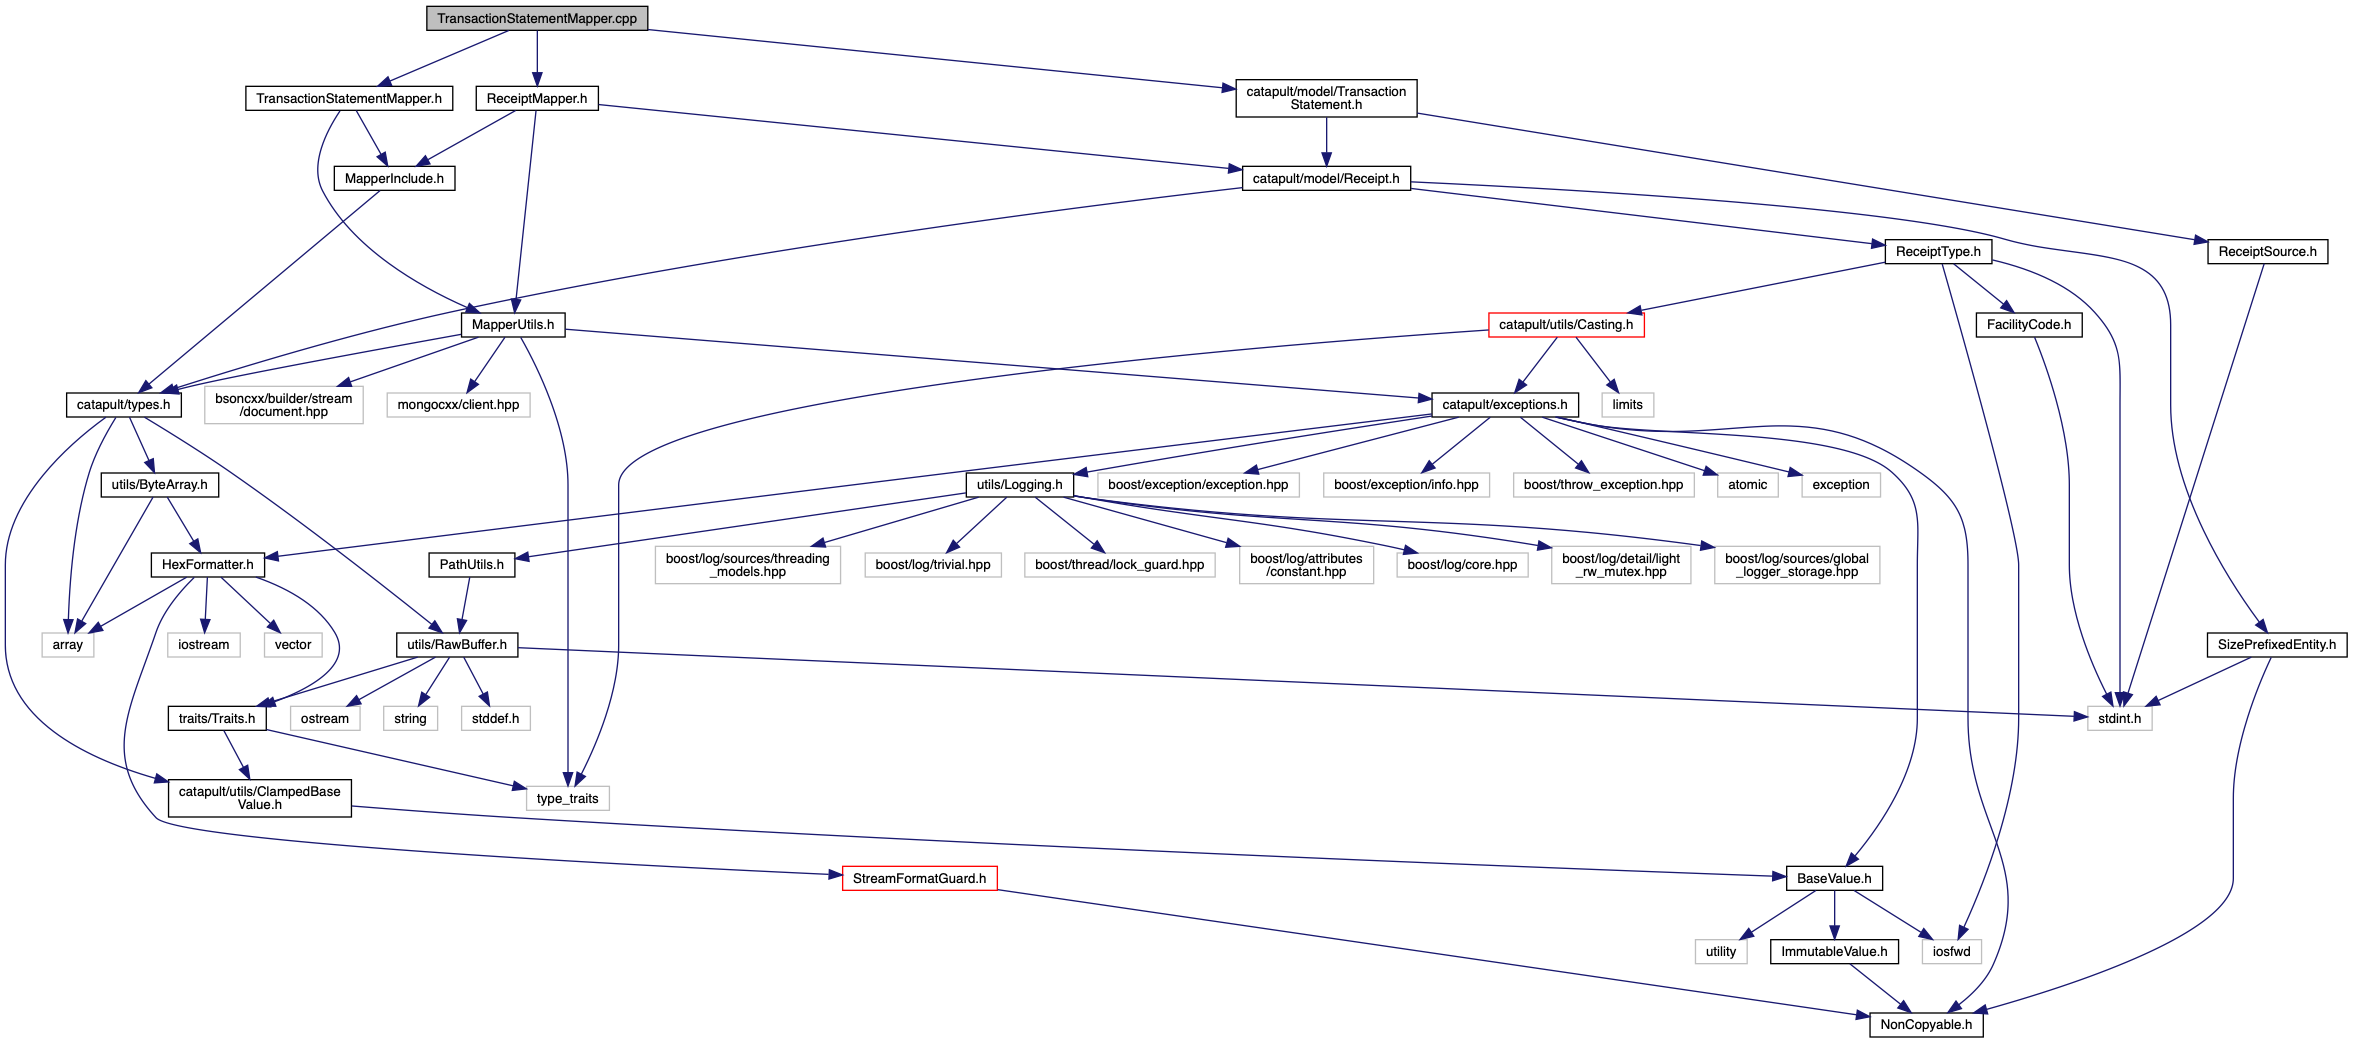 TransactionStatementMapper.cpp
TransactionStatementMapper.h
ReceiptMapper.h
catapult/model/Transaction
Statement.h
MapperInclude.h
catapult/model/Receipt.h
ReceiptType.h
ReceiptSource.h
MapperUtils.h
catapult/utils/Casting.h
FacilityCode.h
catapult/types.h
bsoncxx/builder/stream
/document.hpp
mongocxx/client.hpp
catapult/exceptions.h
limits
utils/ByteArray.h
utils/Logging.h
boost/exception/exception.hpp
boost/exception/info.hpp
boost/throw_exception.hpp
atomic
exception
HexFormatter.h
PathUtils.h
boost/log/sources/threading
_models.hpp
boost/log/trivial.hpp
boost/thread/lock_guard.hpp
boost/log/attributes
/constant.hpp
boost/log/core.hpp
boost/log/detail/light
_rw_mutex.hpp
boost/log/sources/global
_logger_storage.hpp
array
iostream
vector
utils/RawBuffer.h
SizePrefixedEntity.h
traits/Traits.h
ostream
string
stddef.h
stdint.h
catapult/utils/ClampedBase
Value.h
type_traits
StreamFormatGuard.h
BaseValue.h
utility
ImmutableValue.h
iosfwd
NonCopyable.h